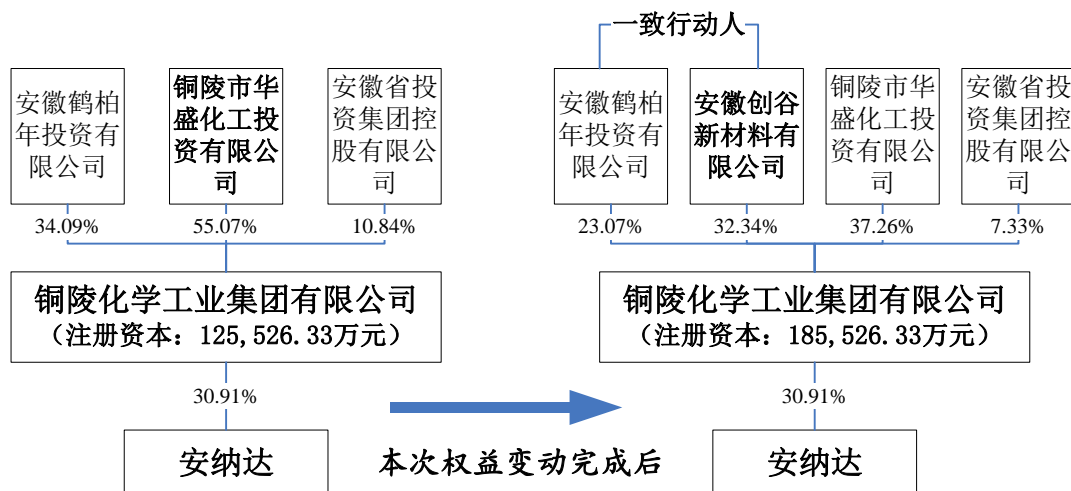 一致行动人
安徽鹤柏
年投资有
限公司
铜陵市华
盛化工投
资有限公
司
安徽省投
资集团控
股有限公
司
安徽鹤柏
年投资有
限公司
安徽创谷
新材料有
限公司
铜陵市华
盛化工投
资有限公
司
安徽省投
资集团控
股有限公
司
34.09%
55.07%
10.84%
23.07%
32.34%
37.26%
7.33%
铜陵化学工业集团有限公司
（注册资本：125,526.33万元）
铜陵化学工业集团有限公司
（注册资本：185,526.33万元）
30.91%
30.91%
安纳达
本次权益变动完成后
安纳达